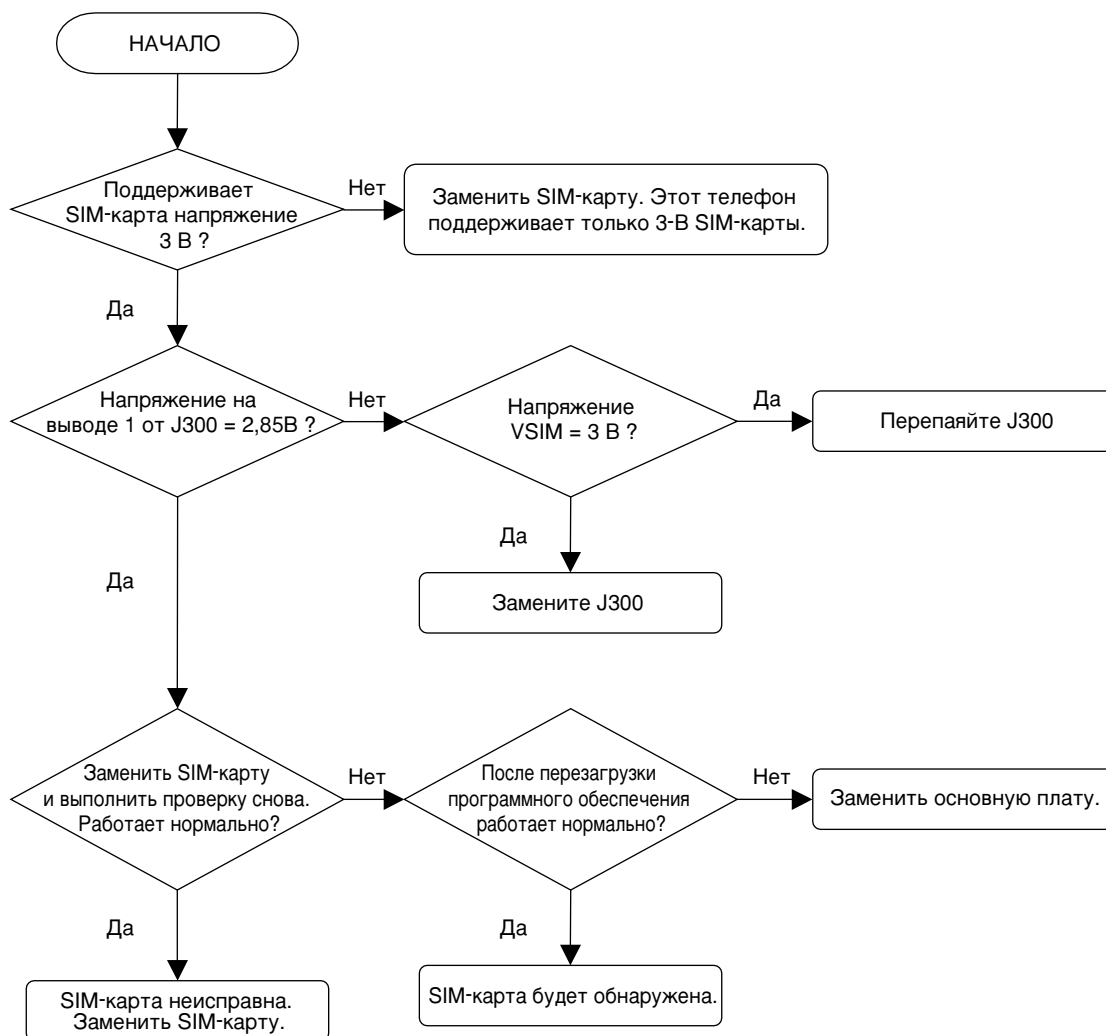 НАЧАЛО
Поддерживает
SIM-карта напряжение
3 В ?
Нет
Заменить SIM-карту. Этот телефон
поддерживает только 3-В SIM-карты.
Да
Напряжение на
выводе 1 от J300 = 2,85В ?
Нет
Напряжение
VSIM = 3 В ?
Да
Перепаяйте J300
Да
Замените J300
Да
Заменить SIM-карту
и выполнить проверку снова.
Работает нормально?
Нет
После перезагрузки
программного обеспечения
работает нормально?
Нет
Заменить основную плату.
Да
SIM-карта неисправна.
Заменить SIM-карту.
Да
SIM-карта будет обнаружена.